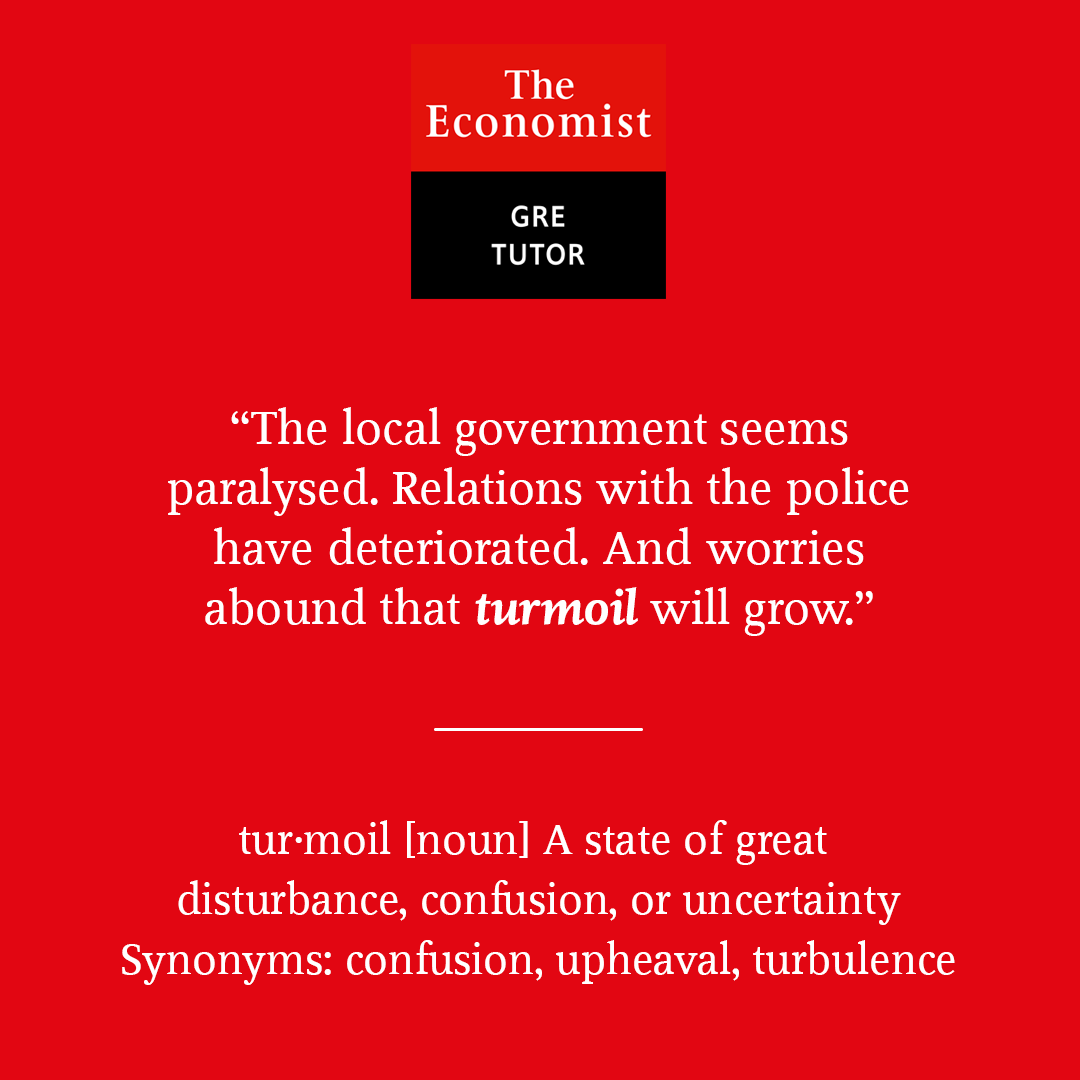 The
Economist
GRE
TUTOR
“The local government seems
paralysed. Relations with the police
have deteriorated. And worries
abound that turmoil will grow.”
tur·moil [noun] A state of great
disturbance, confusion, or uncertainty
Synonyms: confusion, upheaval, turbulence